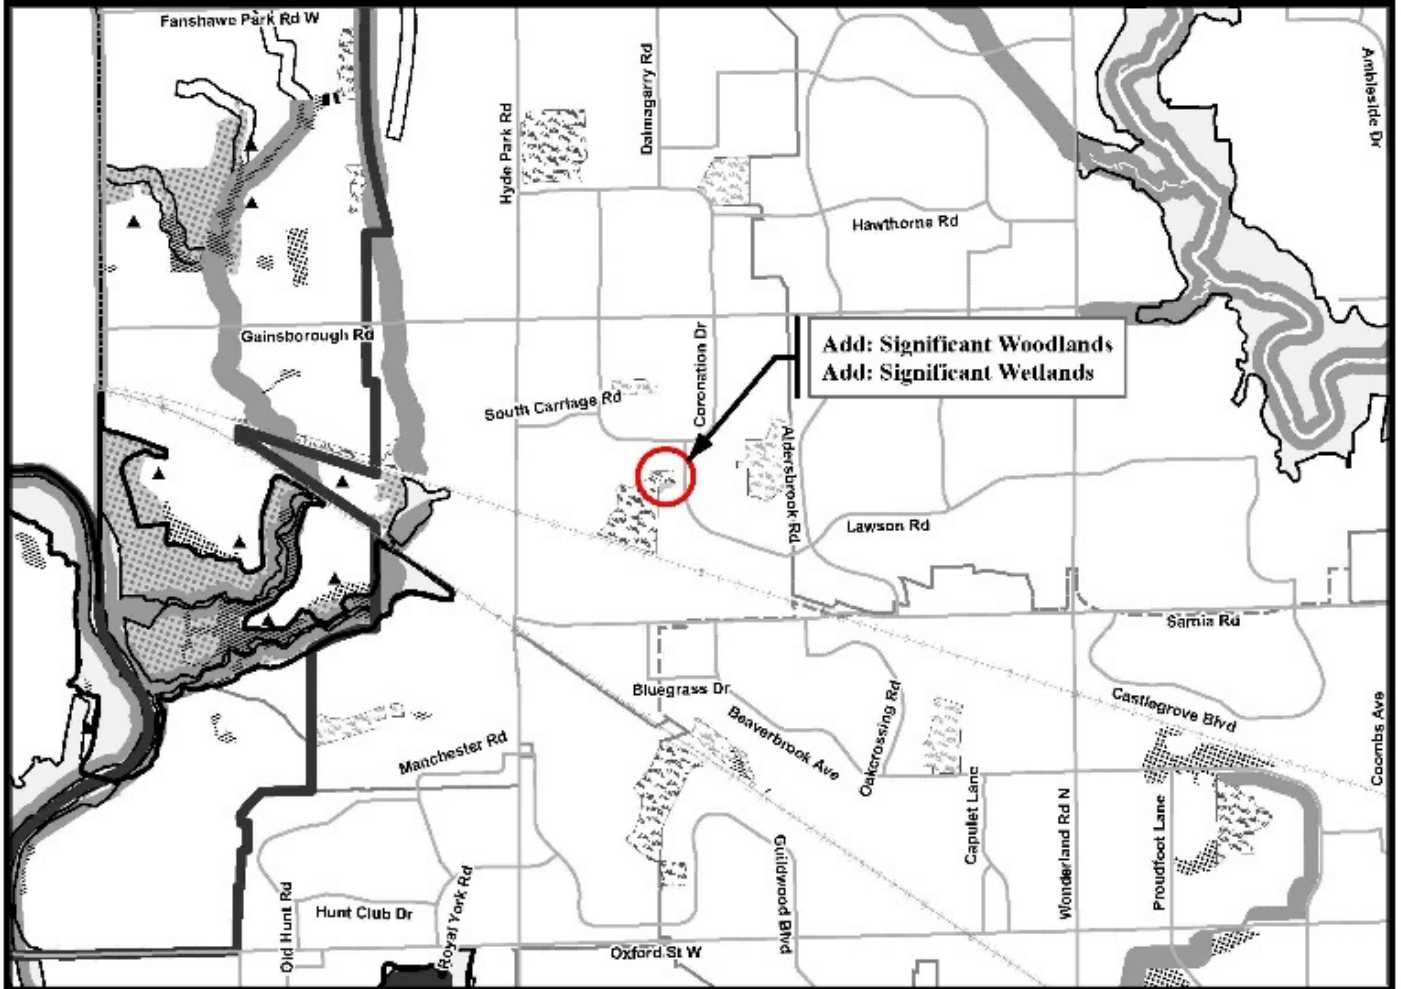 Fanshawe Park Rd W
Ambleside Dr
Dalmagarry Rd
Hyde Park Rd
Hawthorne Rd
Gainsborough Rd
Coronation Dr
Add: Significant Woodlands
Add: Significant Wetlands
South Carriage Rd
Aldersbrook Rd
Lawson Rd
Sarnia Rd
Bluegrass Dr
Castlegrove Blvd
Beaverbrook Ave
Oakcrossing Rd
Coombs Ave
Manchester Rd
Capulet Lane
Wonderland Rd N
Proudfoot Lane
Guildwood Blvd
Old Hunt Rd
Hunt Club Dr
Royal York Rd
Oxford St W